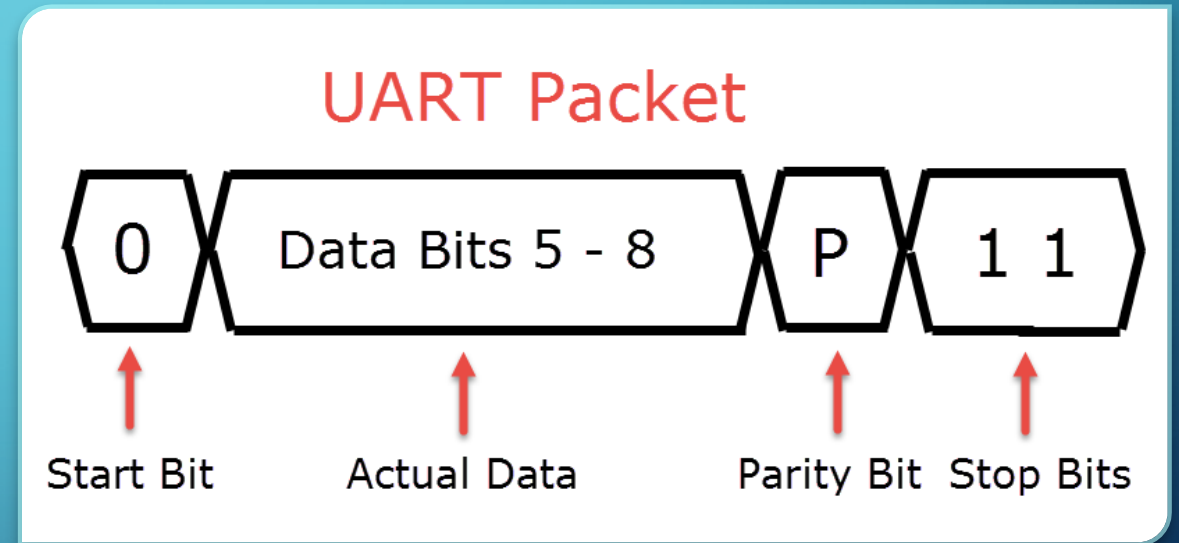 UART Packet
0 Data Bits 5 - 8 P 1 1
Start Bit Actual Data Parity Bit Stop Bits